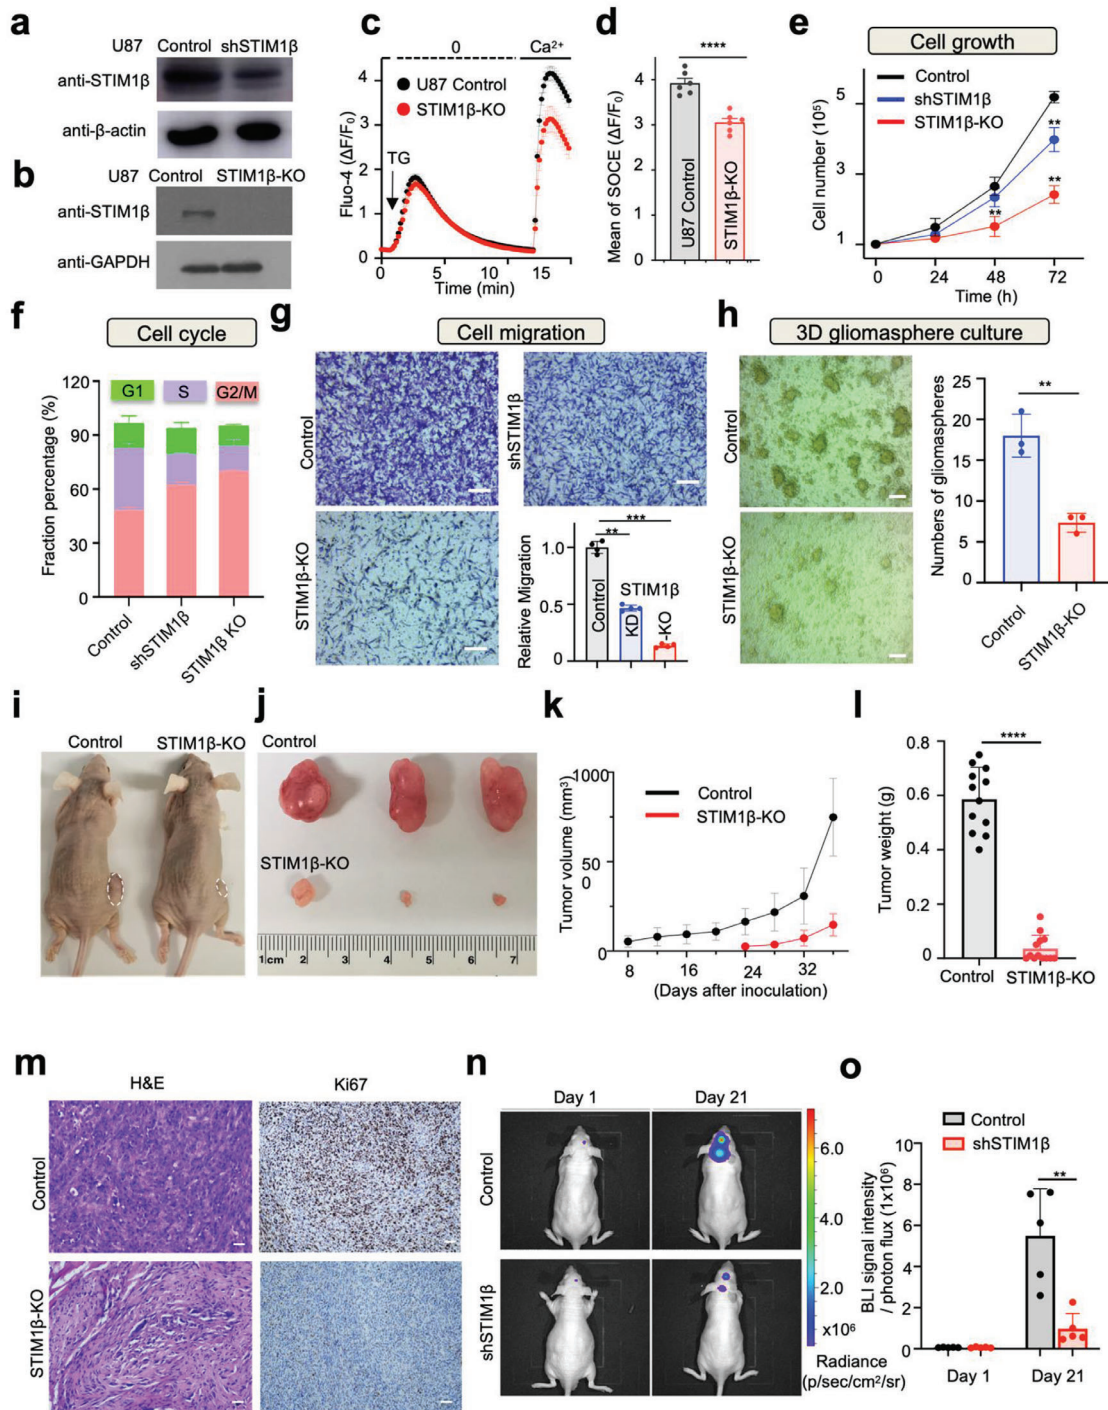 a
U87 Control shSTIM1β
anti-STIM1β
anti-β-actin
b
U87 Control STIM1β-KO
anti-STIM1β
anti-GAPDH
c
0 Ca²⁺
U87 Control
STIM1β-KO
TG
Fluo-4 (ΔF/F₀)
6
4
2
0
0 5 10 15
Time (min)
d
****
Mean of SOCE (ΔF/F₀)
4
3
2
1
0
U87 Control
STIM1β-KO
e
Cell growth
Control
shSTIM1β
STIM1β-KO
Cell number (10⁵)
5
3
1
**
**
**
0 24 48 72
Time (h)
f
Cell cycle
G1 S G2/M
Fraction percentage (%)
120
90
60
30
0
Control
shSTIM1β
STIM1β KO
g
Cell migration
Control
shSTIM1β
STIM1β-KO
Relative Migration
1.0
0.5
0
***
**
STIM1β
Control
KD
-KO
h
3D gliomasphere culture
Control
STIM1β-KO
Numbers of gliomaspheres
25
20
15
10
5
0
**
Control
STIM1β-KO
i
Control STIM1β-KO
j
Control
STIM1β-KO
1cm 2 3 4 5 6 7
k
Control
STIM1β-KO
Tumor volume (mm³)
1000
50
0
0
8 16 24 32
(Days after inoculation)
l
****
Tumor weight (g)
0.8
0.6
0.4
0.2
0
Control
STIM1β-KO
m
H&E Ki67
Control
STIM1β-KO
n
Day 1 Day 21
Control
shSTIM1β
6.0
4.0
2.0
x10⁶
Radiance
(p/sec/cm²/sr)
o
Control
shSTIM1β
BLI signal intensity
/ photon flux (1x10⁶)
10
8
6
4
2
0
**
Day 1 Day 21